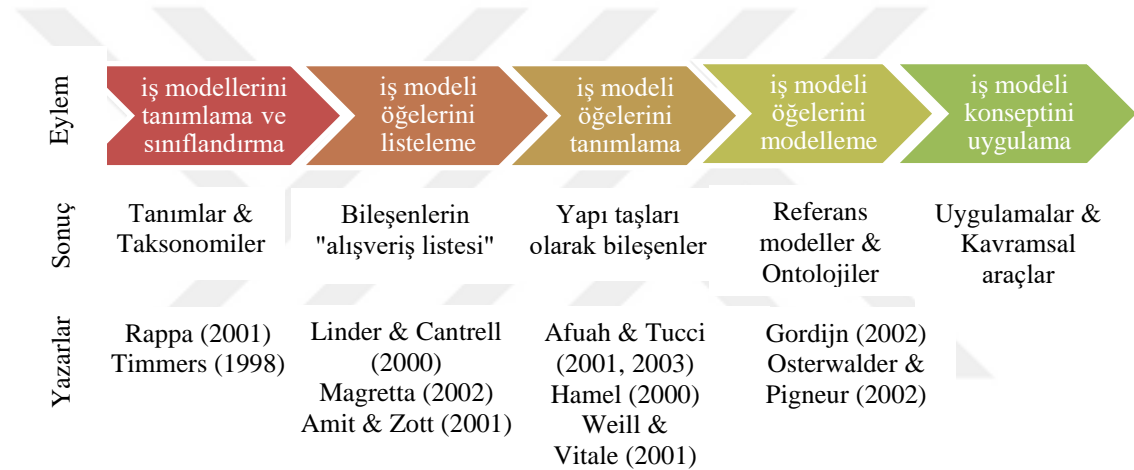 Eylem
iş modellerini
tanımlama ve
sınıflandırma
iş modeli
öğelerini
listeleme
iş modeli
öğelerini
tanımlama
iş modeli
öğelerini
modelleme
iş modeli
konseptini
uygulama
Sonuç
Tanımlar &
Taksonomiler
Bileşenlerin
"alışveriş listesi"
Yapı taşları
olarak bileşenler
Referans
modeller &
Ontolojiler
Uygulamalar &
Kavramsal
araçlar
Yazarlar
Rappa (2001)
Timmers (1998)
Linder & Cantrell
(2000)
Magretta (2002)
Amit & Zott (2001)
Afuah & Tucci
(2001, 2003)
Hamel (2000)
Weill &
Vitale (2001)
Gordijn (2002)
Osterwalder &
Pigneur (2002)